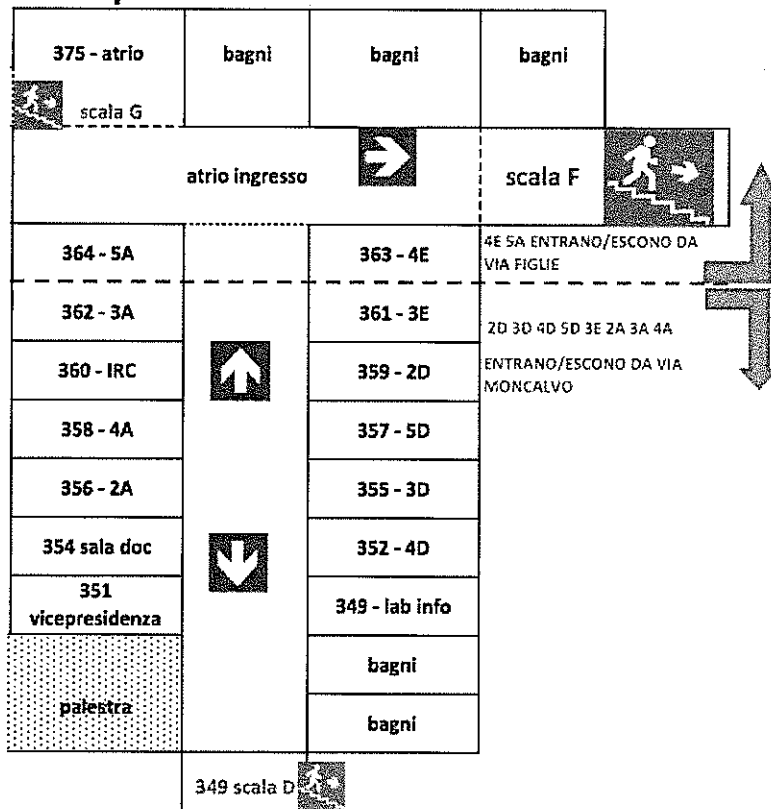 375 - atrio
bagni
bagni
bagni
scala G
atrio ingresso
scala F
364 - 5A
363 - 4E
4E 5A ENTRANO/ESCONO DA
VIA FIGLIE
362 - 3A
361 - 3E
2D 3D 4D 5D 3E 2A 3A 4A
360 - IRC
359 - 2D
ENTRANO/ESCONO DA VIA
MONCALVO
358 - 4A
357 - 5D
356 - 2A
355 - 3D
354 sala doc
352 - 4D
351
vicepresidenza
349 - lab info
bagni
palestra
bagni
349 scala D